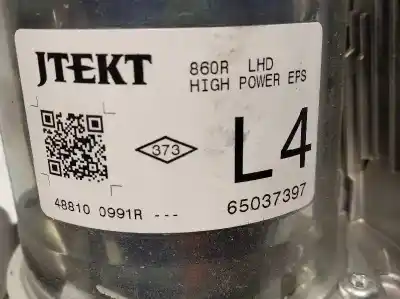 JTEKT
860R LHD
HIGH POWER EPS
373
L4
48810 0991R ---
65037397